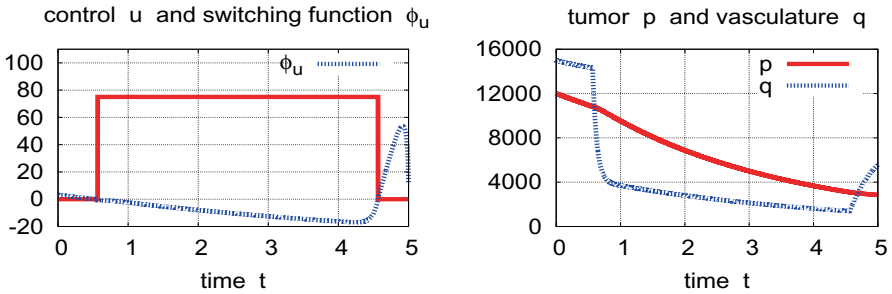 control u and switching function ϕu
100
80
60
40
20
0
-20
ϕu
0 1 2 3 4 5
time t
tumor p and vasculature q
16000
12000
8000
4000
0
p
q
0 1 2 3 4 5
time t